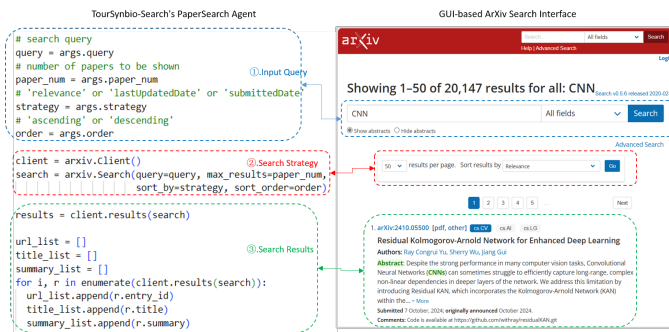 TourSynbio-Search's PaperSearch Agent
# search query
query = args.query
# number of papers to be shown
paper_num = args.paper_num
# 'relevance' or 'lastUpdatedDate' or 'submittedDate'
strategy = args.strategy
# 'ascending' or 'descending'
order = args.order
①.Input Query
client = arxiv.Client()
search = arxiv.Search(query=query, max_results=paper_num,
sort_by=strategy, sort_order=order)
②.Search Strategy
results = client.results(search)
url_list = []
title_list = []
summary_list = []
for i, r in enumerate(client.results(search)):
url_list.append(r.entry_id)
title_list.append(r.title)
summary_list.append(r.summary)
③.Search Results
GUI-based ArXiv Search Interface
arXiv
Search...
All fields
Search
Help | Advanced Search
Login
Showing 1–50 of 20,147 results for all: CNN
Search v0.5.6 released 2020-02
CNN
All fields
Search
Show abstracts Hide abstracts
Advanced Search
50 results per page. Sort results by Relevance Go
1 2 3 4 5 ... Next
1. arXiv:2410.05500 [pdf, other] cs.CV cs.AI cs.LG
Residual Kolmogorov-Arnold Network for Enhanced Deep Learning
Authors: Ray Congrui Yu, Sherry Wu, Jiang Gui
Abstract: Despite the strong performance in many computer vision tasks, Convolutional
Neural Networks (CNNs) can sometimes struggle to efficiently capture long-range, complex
non-linear dependencies in deeper layers of the network. We address this limitation by
introducing Residual KAN, which incorporates the Kolmogorov-Arnold Network (KAN)
within the... ▽ More
Submitted 7 October, 2024; originally announced October 2024.
Comments: Code is available at https://github.com/withray/residualKAN.git